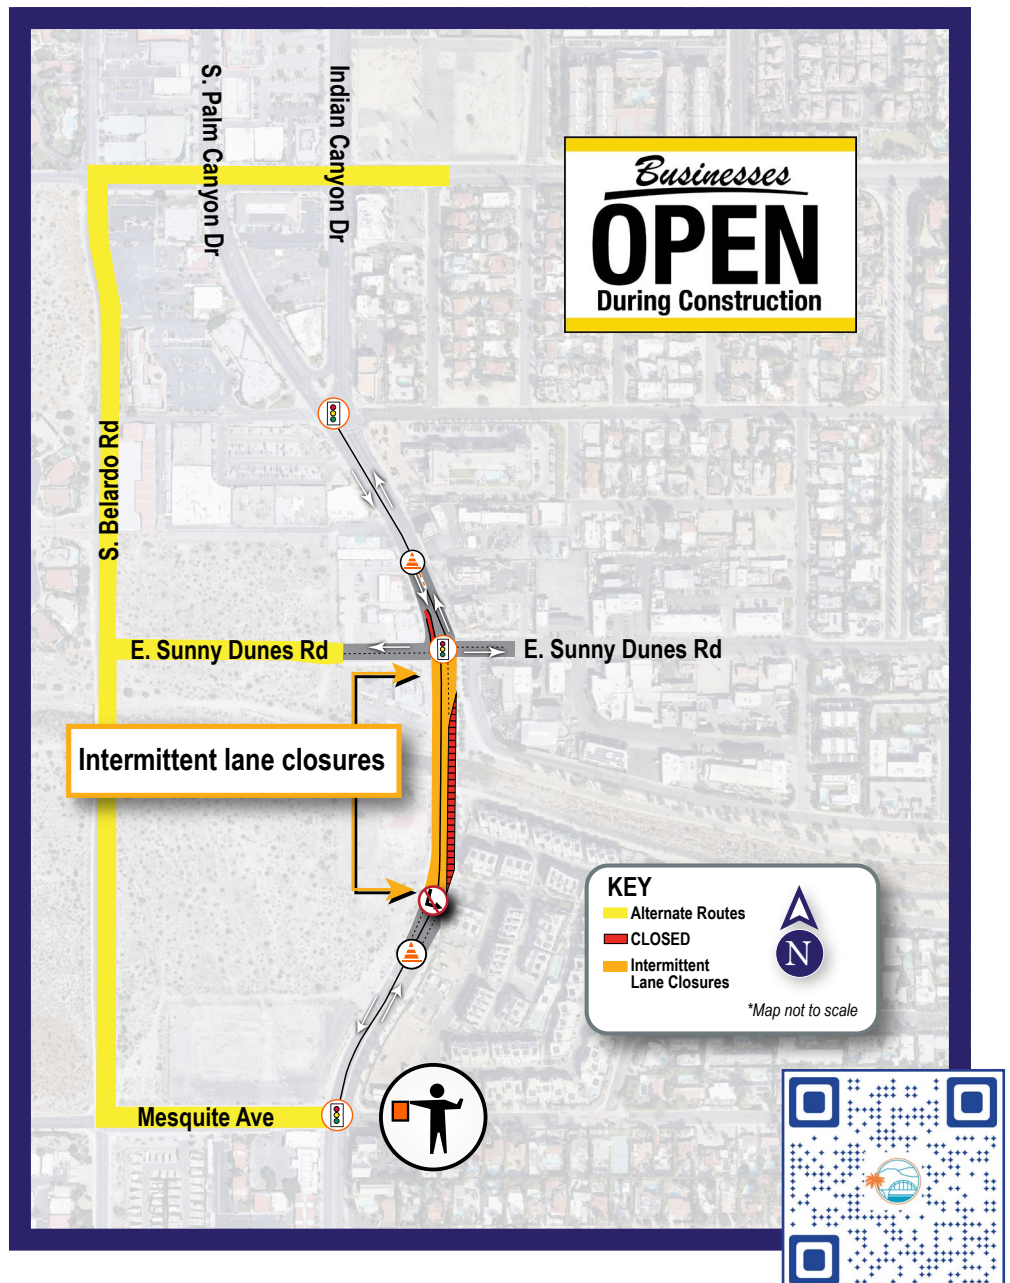 S. Palm Canyon Dr
Indian Canyon Dr
Businesses
OPEN
During Construction
S. Belardo Rd
E. Sunny Dunes Rd
E. Sunny Dunes Rd
Intermittent lane closures
KEY
Alternate Routes
CLOSED
Intermittent
Lane Closures
N
*Map not to scale
Mesquite Ave